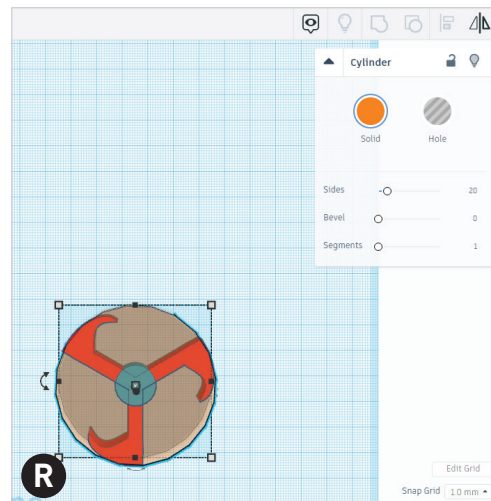 Cylinder
Solid
Hole
Sides
20
Bevel
0
Segments
1
R
Edit Grid
Snap Grid 1.0 mm